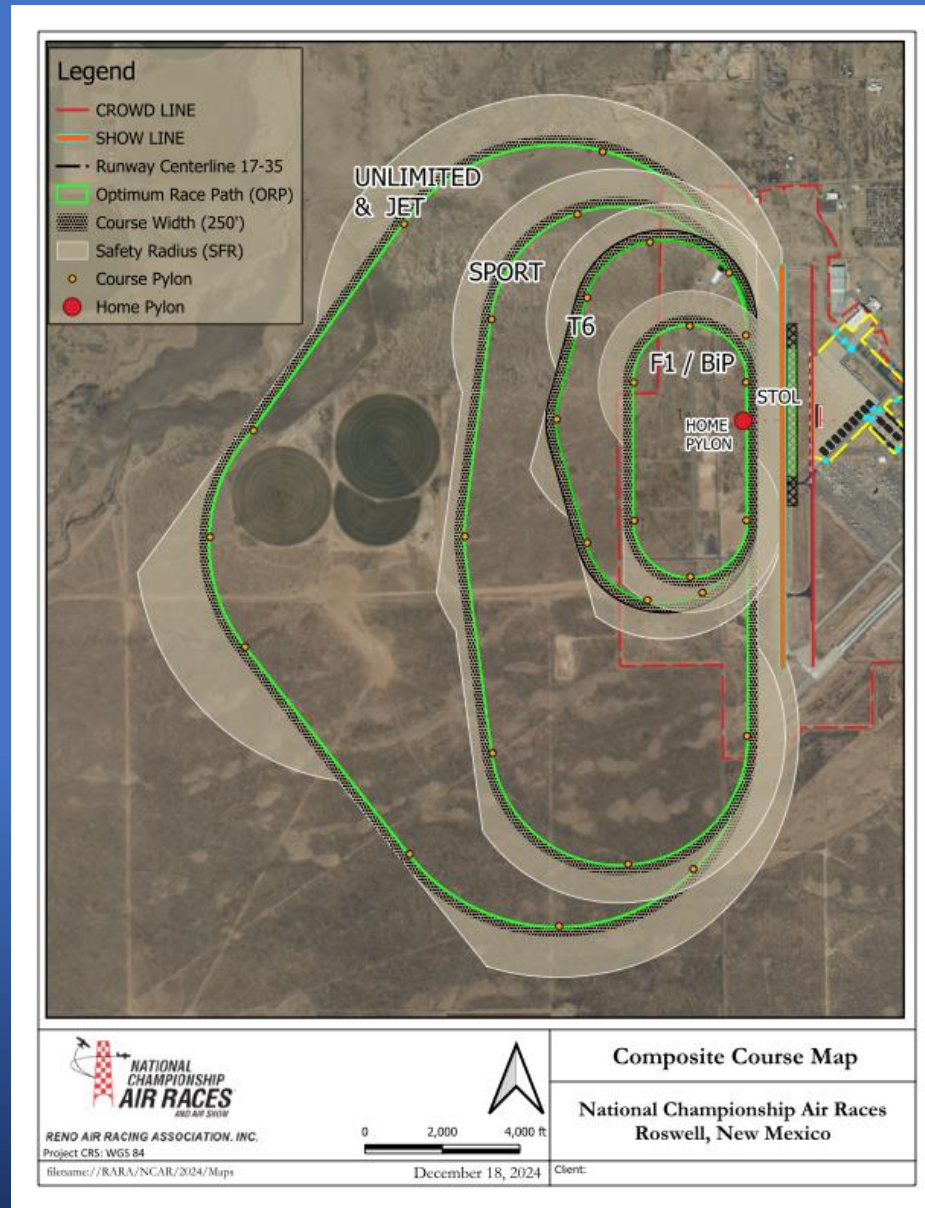 Legend
CROWD LINE
SHOW LINE
Runway Centerline 17-35
Optimum Race Path (ORP)
Course Width (250')
Safety Radius (SFR)
Course Pylon
Home Pylon
UNLIMITED
& JET
SPORT
T6
F1 / BiP
STOL
HOME
PYLON
NATIONAL
CHAMPIONSHIP
AIR RACES
AND AIR SHOW
RENO AIR RACING ASSOCIATION. INC.
Project CRS: WGS 84
0 2,000 4,000 ft
filename://RARA/NCAR/2024/Maps
December 18, 2024
Composite Course Map
National Championship Air Races
Roswell, New Mexico
Client: